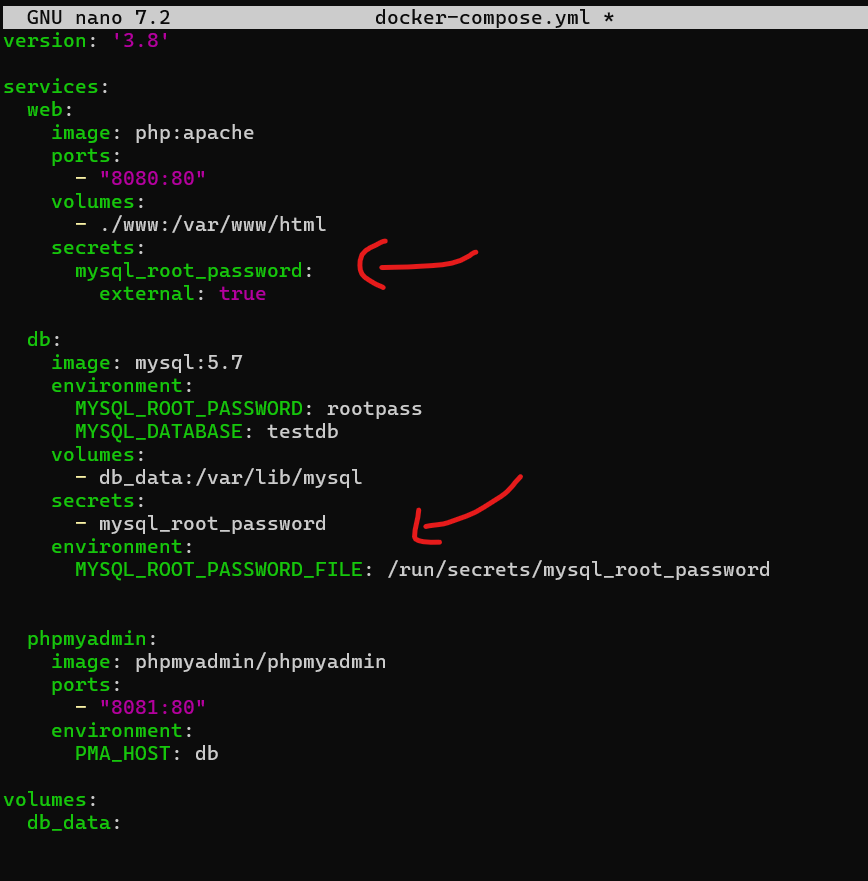 GNU nano 7.2 docker-compose.yml *
version: '3.8'
services:
  web:
    image: php:apache
    ports:
      - "8080:80"
    volumes:
      - ./www:/var/www/html
    secrets:
      mysql_root_password:
        external: true
  db:
    image: mysql:5.7
    environment:
      MYSQL_ROOT_PASSWORD: rootpass
      MYSQL_DATABASE: testdb
    volumes:
      - db_data:/var/lib/mysql
    secrets:
      - mysql_root_password
    environment:
      MYSQL_ROOT_PASSWORD_FILE: /run/secrets/mysql_root_password
  phpmyadmin:
    image: phpmyadmin/phpmyadmin
    ports:
      - "8081:80"
    environment:
      PMA_HOST: db
volumes:
  db_data: